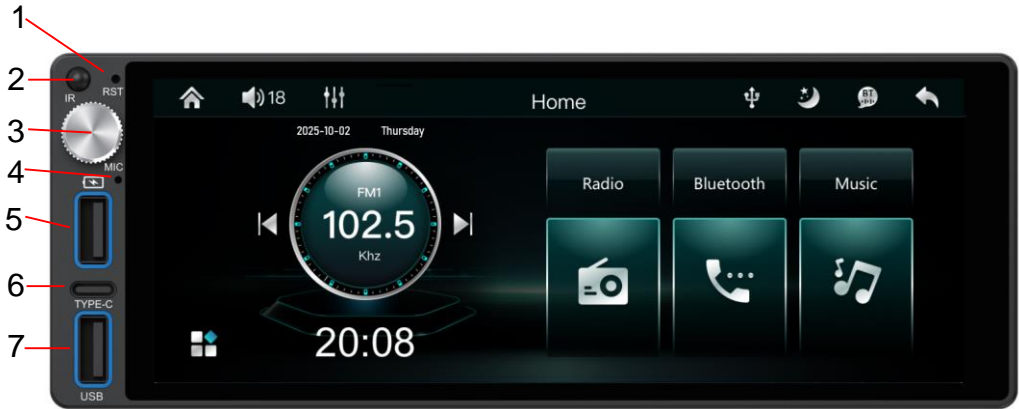 1
2
IR
RST
3
MIC
4
5
6
TYPE-C
7
USB
18
Home
BT
2025-10-02 Thursday
FM1
102.5
Khz
20:08
Radio
Bluetooth
Music